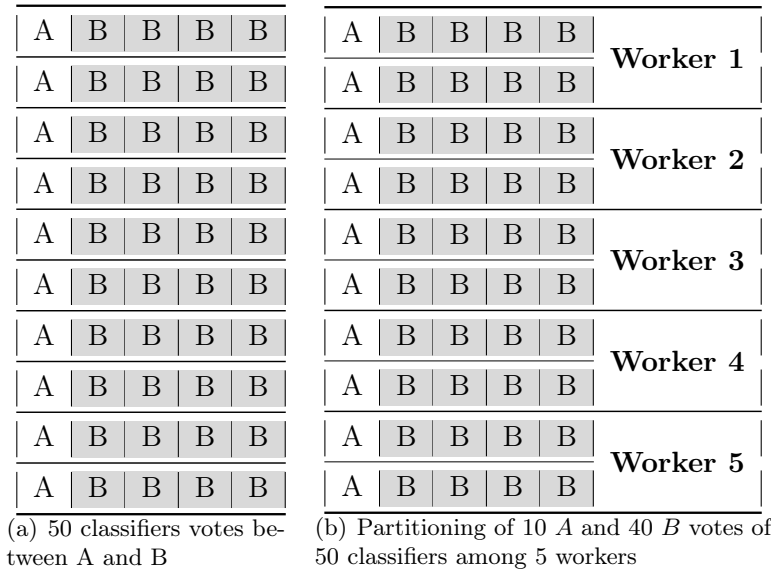 A B B B B
A B B B B
A B B B B
A B B B B
A B B B B
A B B B B
A B B B B
A B B B B
A B B B B
A B B B B
(a) 50 classifiers votes be-
tween A and B
A B B B B
Worker 1
A B B B B
A B B B B
Worker 2
A B B B B
A B B B B
Worker 3
A B B B B
A B B B B
Worker 4
A B B B B
A B B B B
Worker 5
A B B B B
(b) Partitioning of 10 A and 40 B votes of
50 classifiers among 5 workers